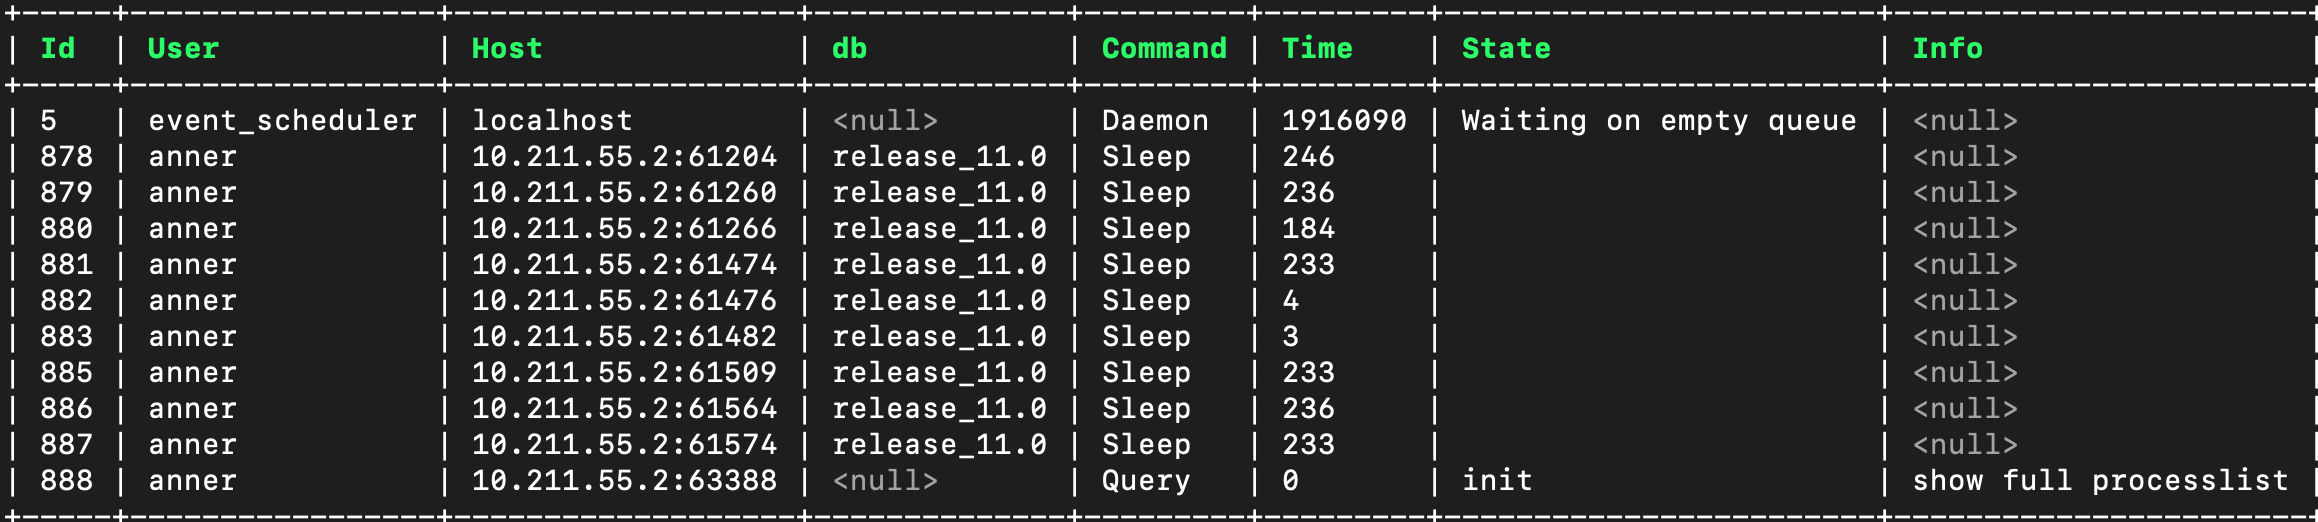 | Id | User | Host | db | Command | Time | State | Info |
| 5 | event_scheduler | localhost | <null> | Daemon | 1916090 | Waiting on empty queue | <null> |
| 878 | anner | 10.211.55.2:61204 | release_11.0 | Sleep | 246 | | <null> |
| 879 | anner | 10.211.55.2:61260 | release_11.0 | Sleep | 236 | | <null> |
| 880 | anner | 10.211.55.2:61266 | release_11.0 | Sleep | 184 | | <null> |
| 881 | anner | 10.211.55.2:61474 | release_11.0 | Sleep | 233 | | <null> |
| 882 | anner | 10.211.55.2:61476 | release_11.0 | Sleep | 4 | | <null> |
| 883 | anner | 10.211.55.2:61482 | release_11.0 | Sleep | 3 | | <null> |
| 885 | anner | 10.211.55.2:61509 | release_11.0 | Sleep | 233 | | <null> |
| 886 | anner | 10.211.55.2:61564 | release_11.0 | Sleep | 236 | | <null> |
| 887 | anner | 10.211.55.2:61574 | release_11.0 | Sleep | 233 | | <null> |
| 888 | anner | 10.211.55.2:63388 | <null> | Query | 0 | init | show full processlist |